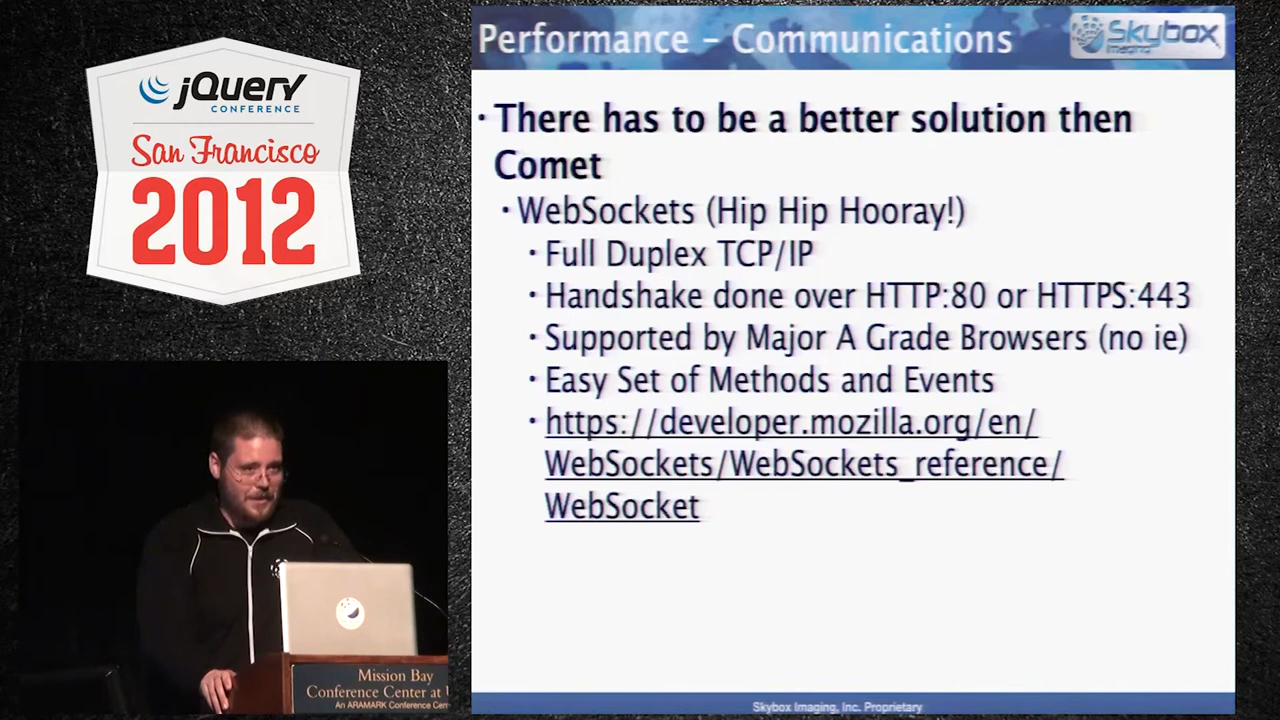 jQuery
CONFERENCE
San Francisco
2012
Performance – Communications
Skybox
Imaging
· There has to be a better solution then
Comet
· WebSockets (Hip Hip Hooray!)
· Full Duplex TCP/IP
· Handshake done over HTTP:80 or HTTPS:443
· Supported by Major A Grade Browsers (no ie)
· Easy Set of Methods and Events
· https://developer.mozilla.org/en/
WebSockets/WebSockets_reference/
WebSocket
Skybox Imaging, Inc. Proprietary
Mission Bay
Conference Center at
An ARAMARK Conference